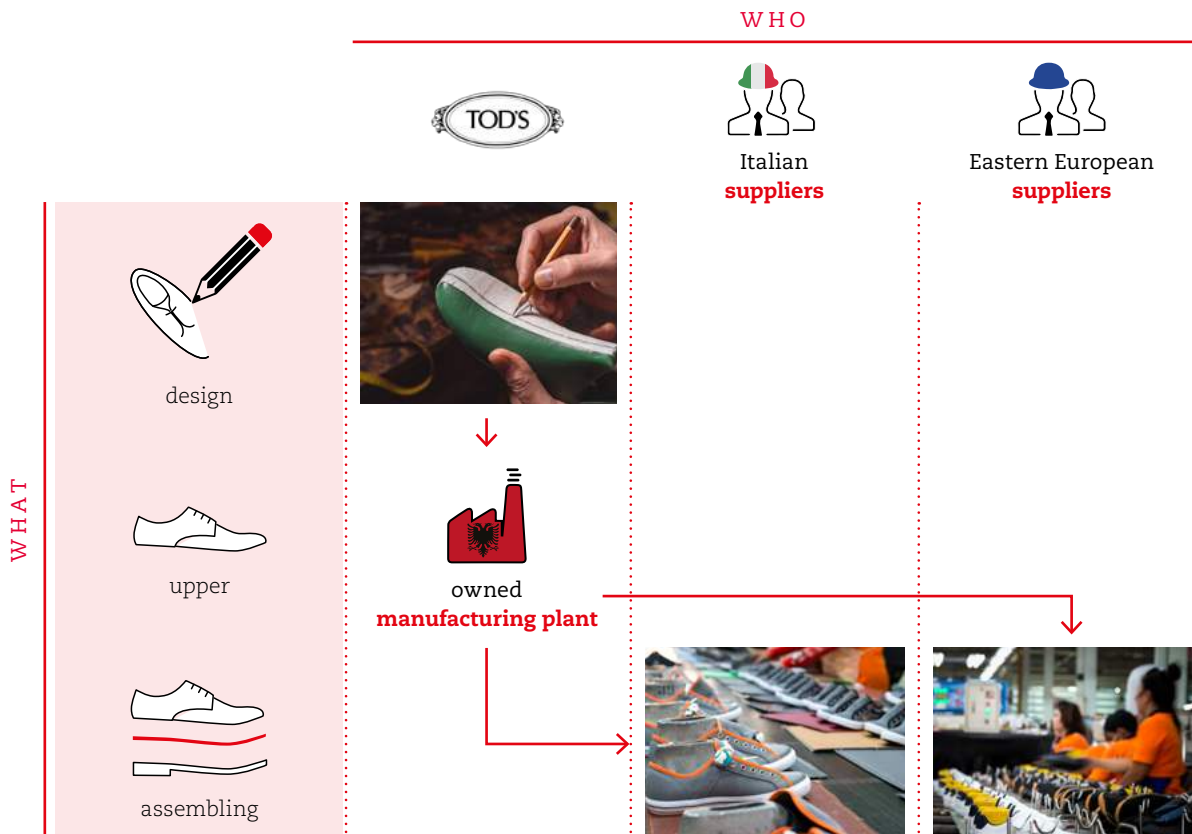 WHO
TOD'S
Italian
suppliers
Eastern European
suppliers
WHAT
design
upper
owned
manufacturing plant
assembling